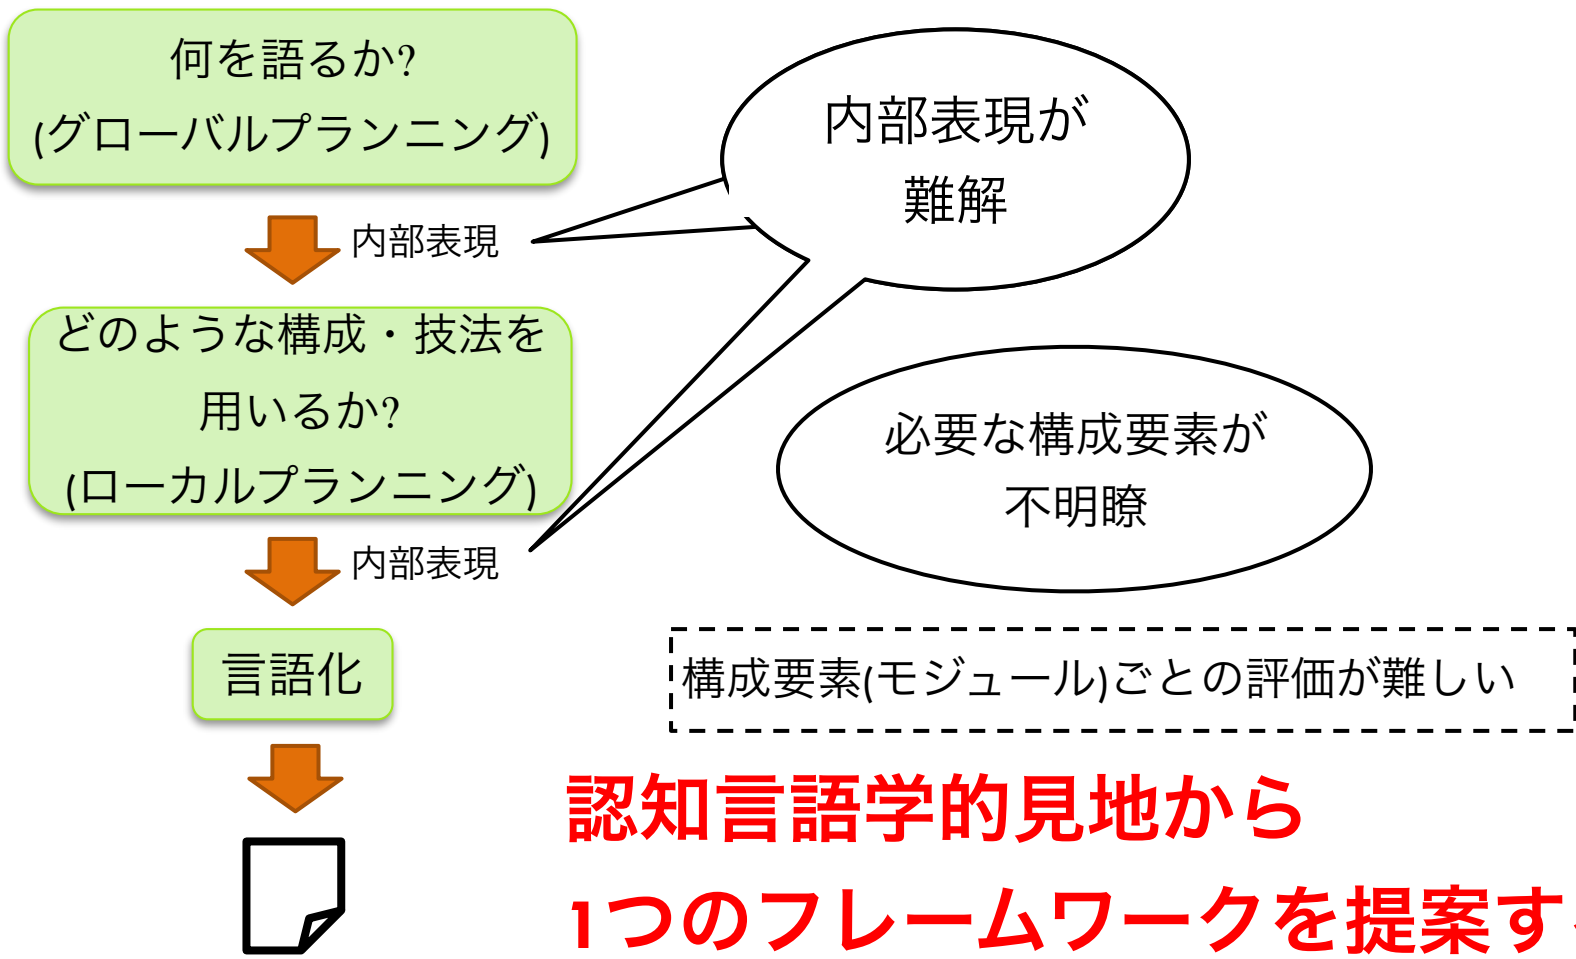 何を語るか?
(グローバルプランニング)
内部表現
どのような構成・技法を
用いるか?
(ローカルプランニング)
内部表現
言語化
内部表現が
難解
必要な構成要素が
不明瞭
構成要素(モジュール)ごとの評価が難しい
認知言語学的見地から
1つのフレームワークを提案す